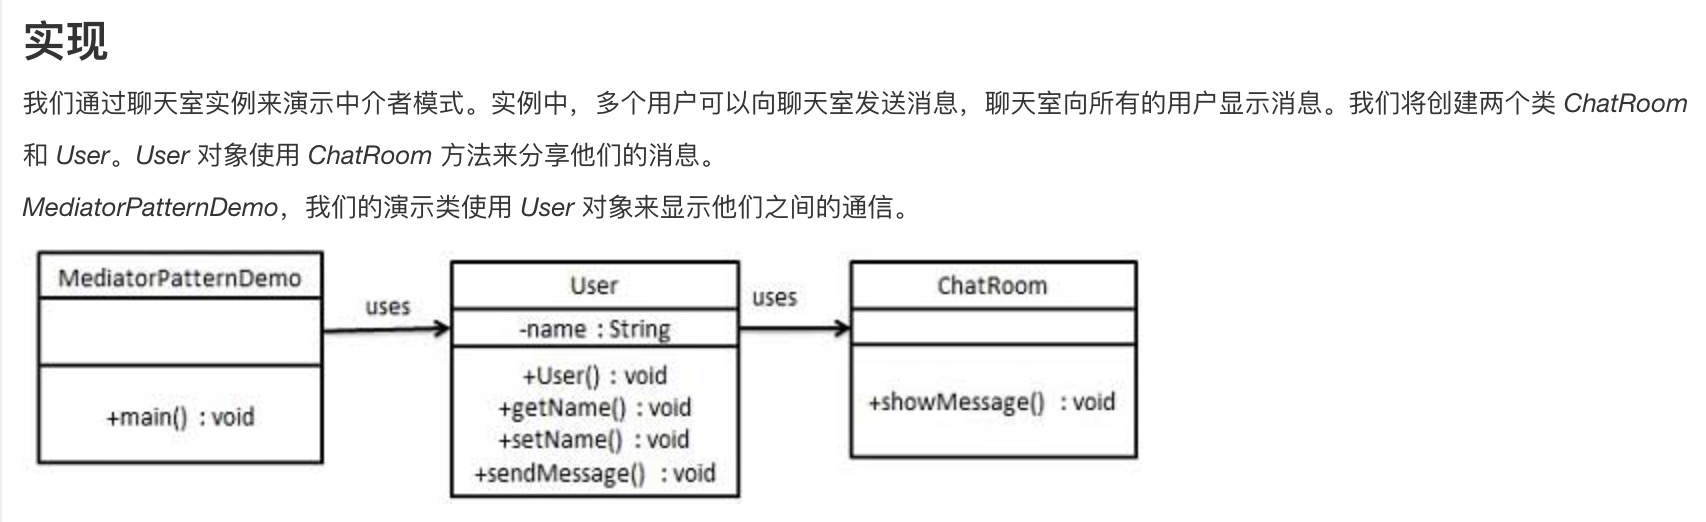 实现
我们通过聊天室实例来演示中介者模式。实例中，多个用户可以向聊天室发送消息，聊天室向所有的用户显示消息。我们将创建两个类 ChatRoom
和 User。User 对象使用 ChatRoom 方法来分享他们的消息。
MediatorPatternDemo，我们的演示类使用 User 对象来显示他们之间的通信。
MediatorPatternDemo
+main() : void
uses
User
-name : String
+User() : void
+getName() : void
+setName() : void
+sendMessage() : void
uses
ChatRoom
+showMessage() : void